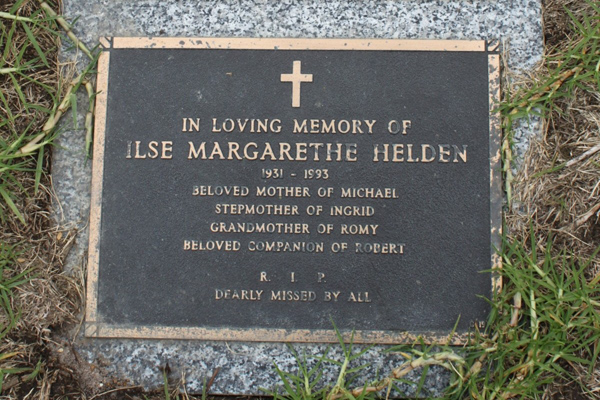 IN LOVING MEMORY OF
ILSE MARGARETHE HELDEN
1931 - 1993
BELOVED MOTHER OF MICHAEL
STEPMOTHER OF INGRID
GRANDMOTHER OF ROMY
BELOVED COMPANION OF ROBERT
R. I. P.
DEARLY MISSED BY ALL